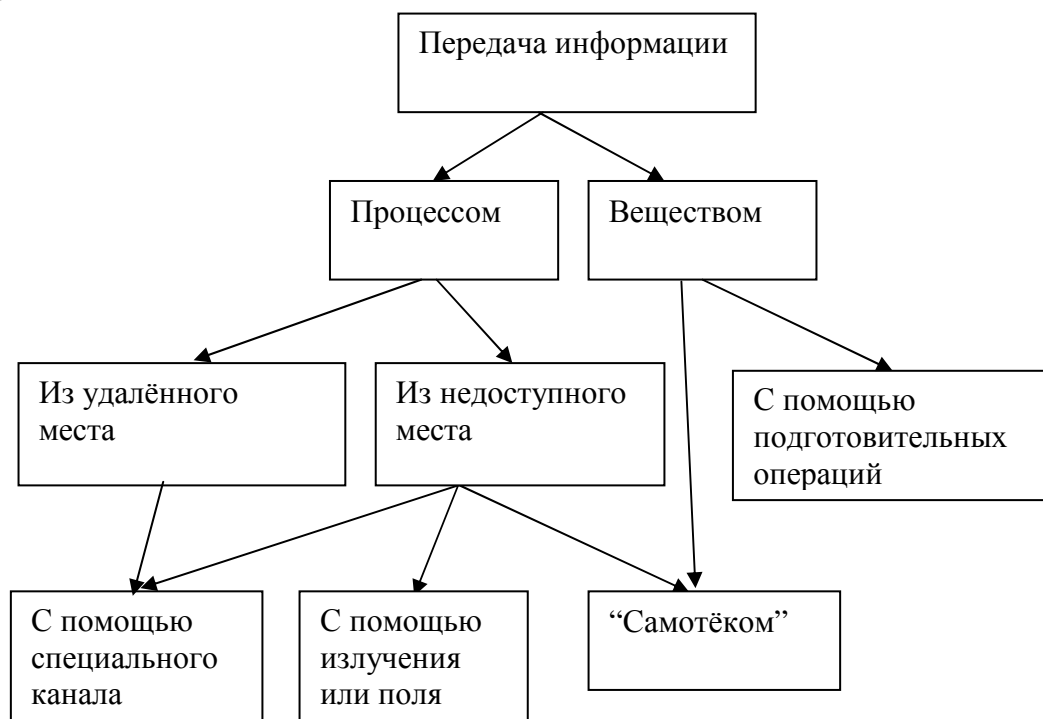 Передача информации
Процессом
Веществом
Из удалённого
места
Из недоступного
места
С помощью
подготовительных
операций
С помощью
специального
канала
С помощью
излучения
или поля
“Самотёком”